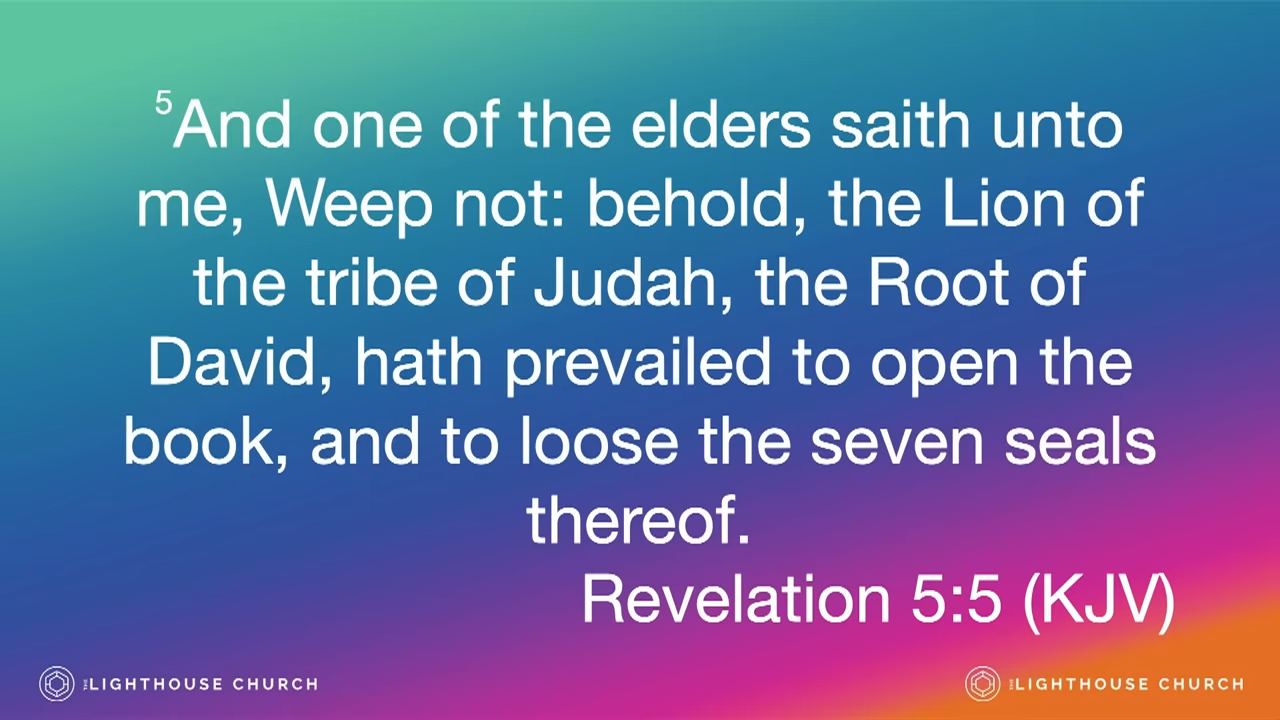 ⁵And one of the elders saith unto
me, Weep not: behold, the Lion of
the tribe of Judah, the Root of
David, hath prevailed to open the
book, and to loose the seven seals
thereof.
Revelation 5:5 (KJV)
THE LIGHTHOUSE CHURCH
THE LIGHTHOUSE CHURCH